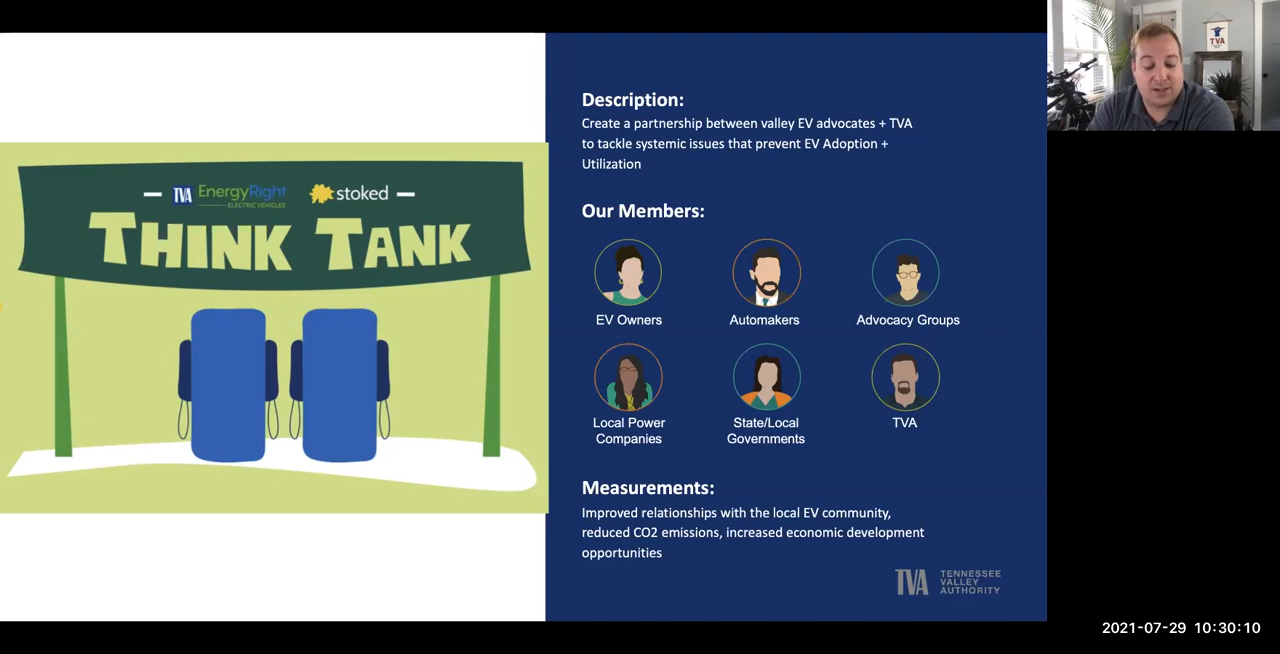 TVA EnergyRight stoked
ELECTRIC VEHICLES
THINK TANK
Description:
Create a partnership between valley EV advocates + TVA
to tackle systemic issues that prevent EV Adoption +
Utilization
Our Members:
EV Owners
Automakers
Advocacy Groups
Local Power
Companies
State/Local
Governments
TVA
Measurements:
Improved relationships with the local EV community,
reduced CO2 emissions, increased economic development
opportunities
TVA TENNESSEE
VALLEY
AUTHORITY
TVA
2021-07-29 10:30:10